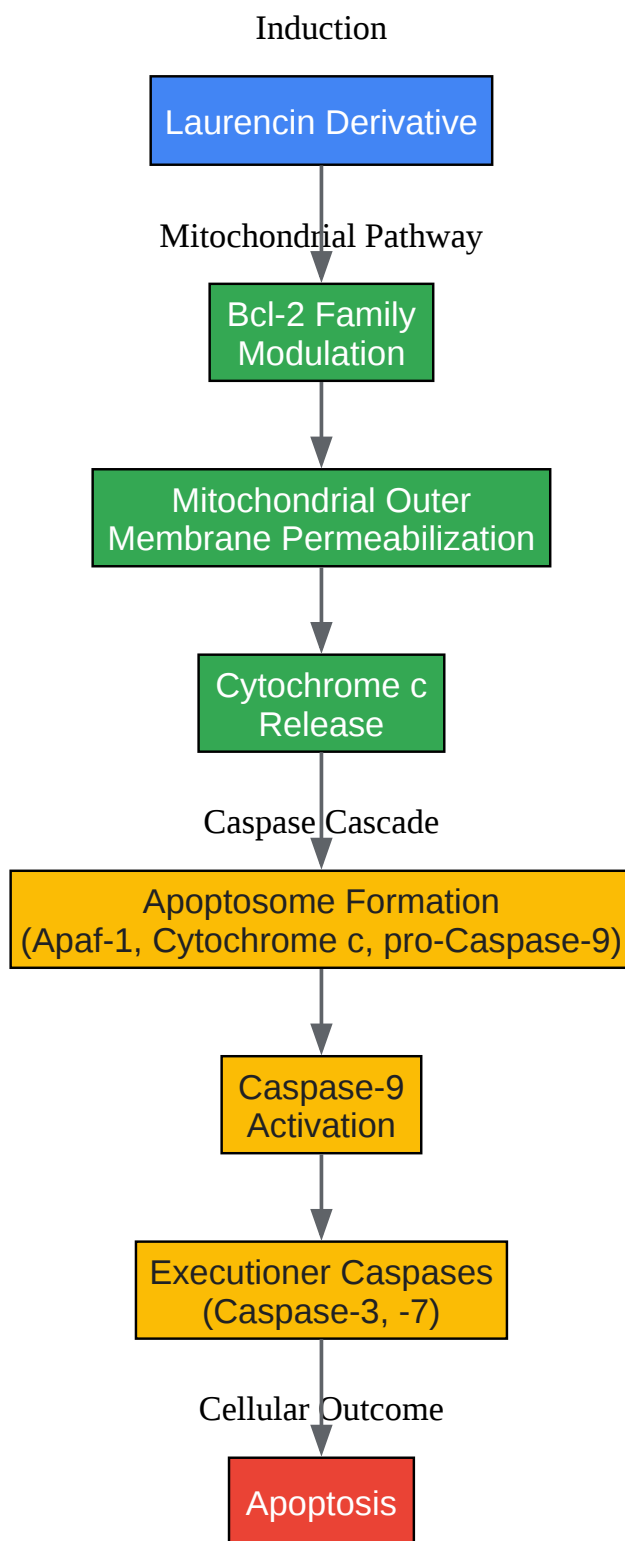 Induction
Laurencin Derivative
Mitochondrial Pathway
Bcl-2 Family
Modulation
Mitochondrial Outer
Membrane Permeabilization
Cytochrome c
Release
Caspase Cascade
Apoptosome Formation
(Apaf-1, Cytochrome c, pro-Caspase-9)
Caspase-9
Activation
Executioner Caspases
(Caspase-3, -7)
Cellular Outcome
Apoptosis